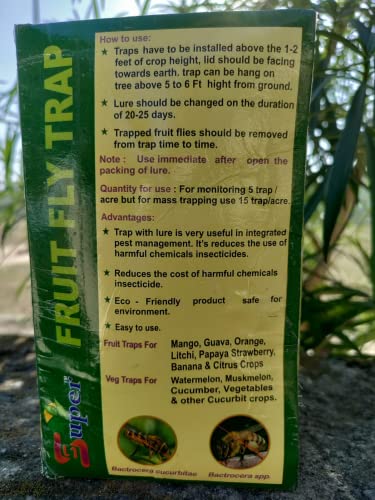 How to use:
★ Traps have to be installed above the 1-2
feet of crop height, lid should be facing
towards earth. trap can be hang on
tree above 5 to 6 Ft hight from ground.
★ Lure should be changed on the duration
of 20-25 days.
★ Trapped fruit flies should be removed
from trap time to time.
Note : Use immediate after open the
packing of lure.
Quantity for use : For monitoring 5 trap /
acre but for mass trapping use 15 trap/acre.
Advantages:
★ Trap with lure is very useful in integrated
pest management. It's reduces the use of
harmful chemicals insecticides.
★ Reduces the cost of harmful chemicals
insecticide.
★ Eco - Friendly product safe for
environment.
★ Easy to use.
Fruit Traps For Mango, Guava, Orange,
Litchi, Papaya Strawberry,
Banana & Citrus Crops
Veg Traps For Watermelon, Muskmelon,
Cucumber, Vegetables
& other Cucurbit crops.
Bactrocerg cucurbitae
Bactrocera spp.
Super
FRUIT FLY TRAP